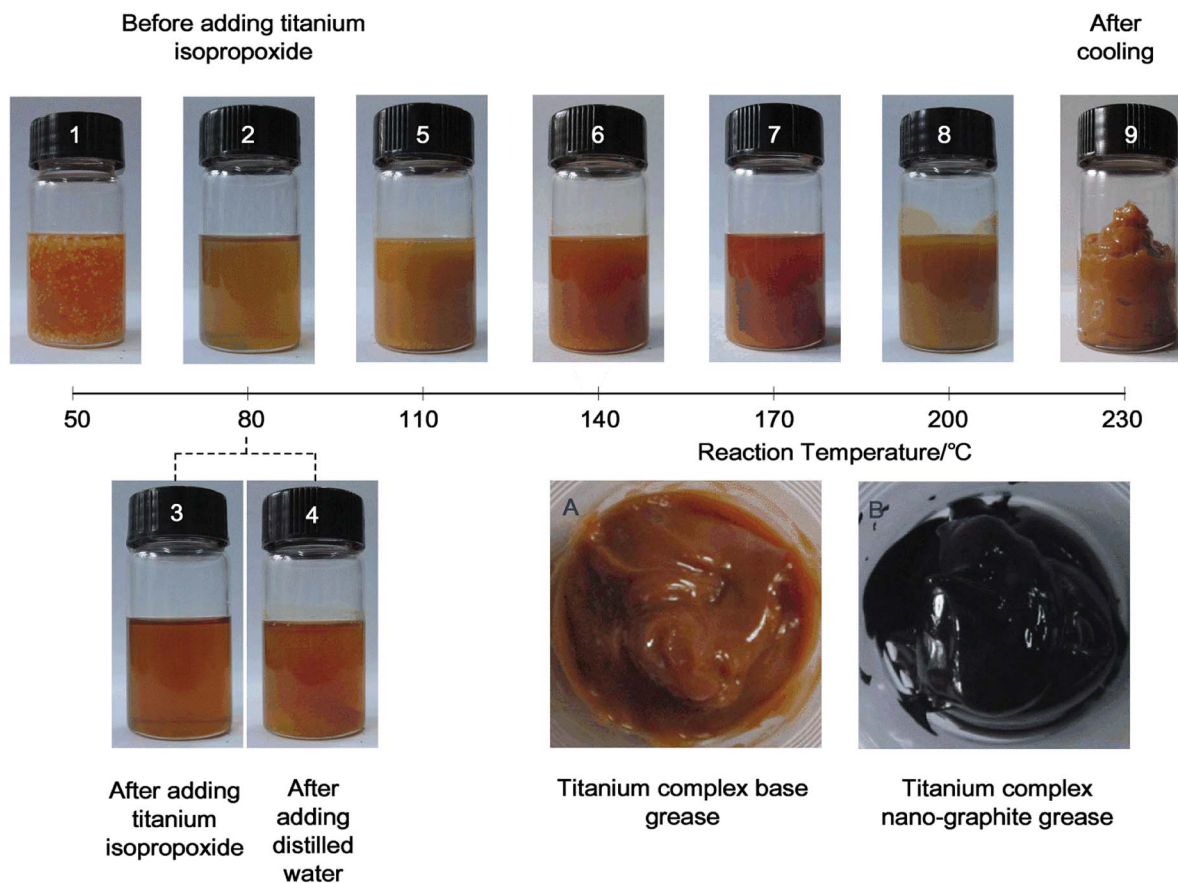 Before adding titanium
isopropoxide
After
cooling
1
2
5
6
7
8
9
50
80
110
140
170
200
230
Reaction Temperature/°C
3
4
A
B
After adding
titanium
isopropoxide
After
adding
distilled
water
Titanium complex base
grease
Titanium complex
nano-graphite grease